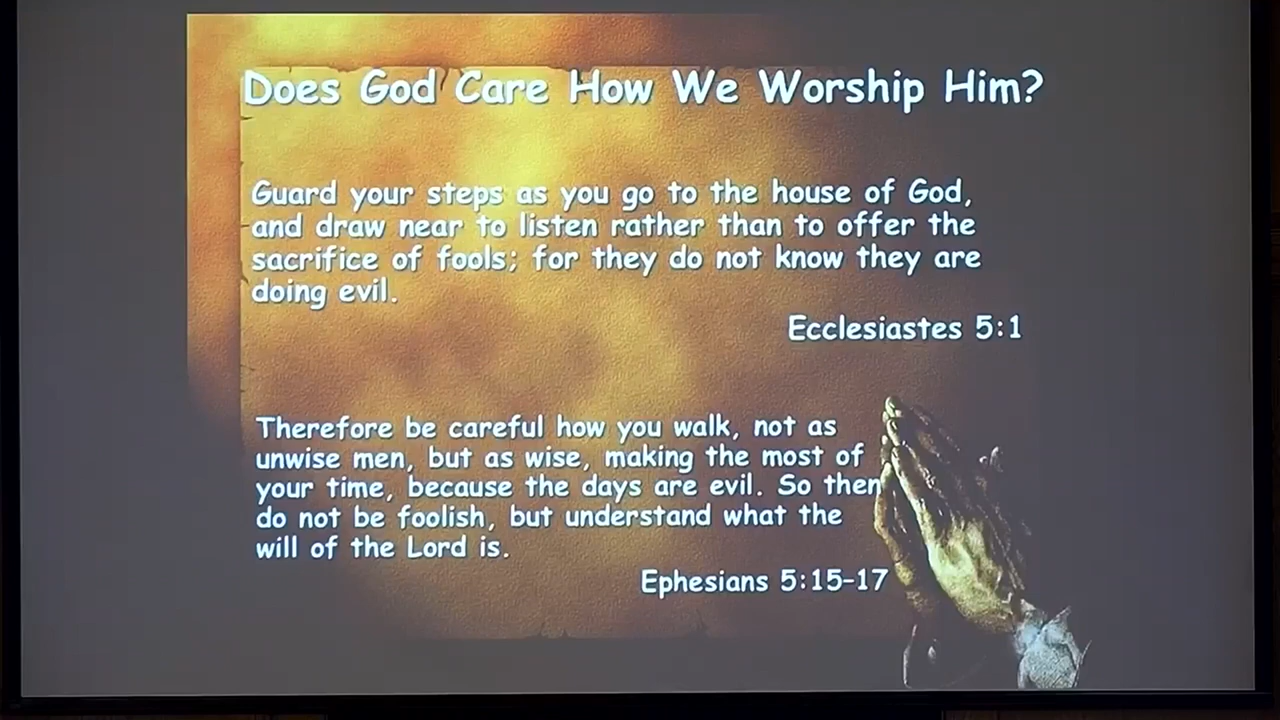 Does God Care How We Worship Him?
Guard your steps as you go to the house of God,
and draw near to listen rather than to offer the
sacrifice of fools; for they do not know they are
doing evil.
Ecclesiastes 5:1
Therefore be careful how you walk, not as
unwise men, but as wise, making the most of
your time, because the days are evil. So then
do not be foolish, but understand what the
will of the Lord is.
Ephesians 5:15-17